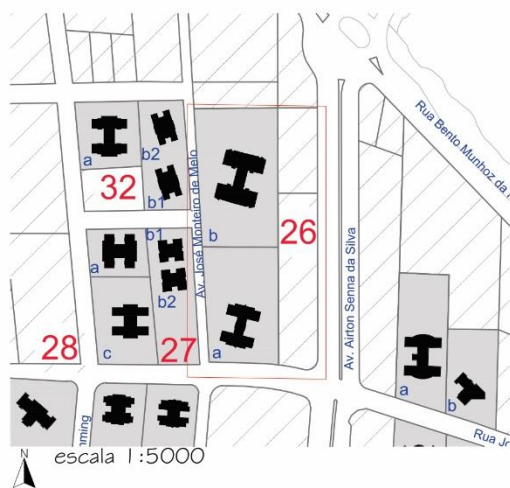 Rua Bento Munhoz da
a
b2
32
b1
Av. José Monteiro de Melo
b
26
Av. Airton Senna da Silva
a
b1
b2
c
28
27
a
a
b
Rua Jo
mming
N
escala 1:5000